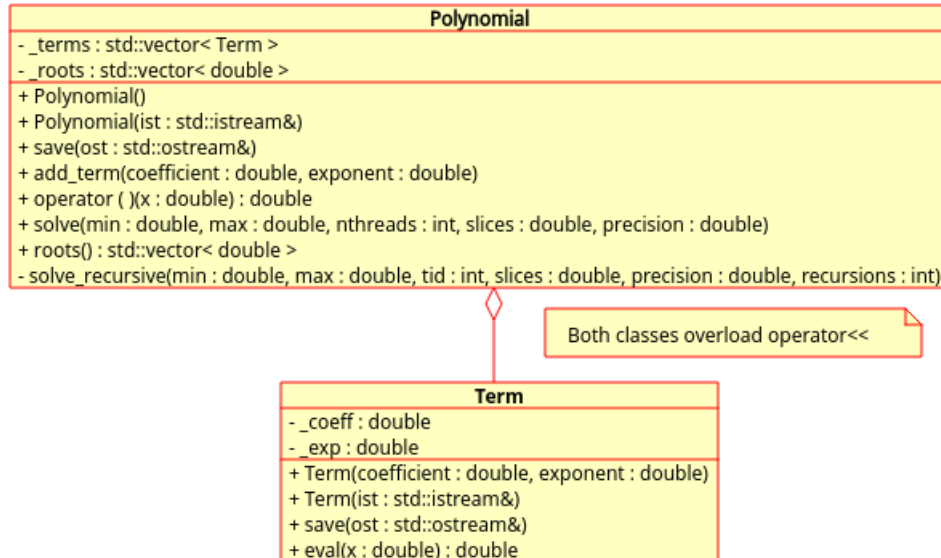 Polynomial
- _terms : std::vector< Term >
- _roots : std::vector< double >
+ Polynomial()
+ Polynomial(ist : std::istream&)
+ save(ost : std::ostream&)
+ add_term(coefficient : double, exponent : double)
+ operator ( )(x : double) : double
+ solve(min : double, max : double, nthreads : int, slices : double, precision : double)
+ roots() : std::vector< double >
- solve_recursive(min : double, max : double, tid : int, slices : double, precision : double, recursions : int)
Both classes overload operator<<
Term
- _coeff : double
- _exp : double
+ Term(coefficient : double, exponent : double)
+ Term(ist : std::istream&)
+ save(ost : std::ostream&)
+ eval(x : double) : double